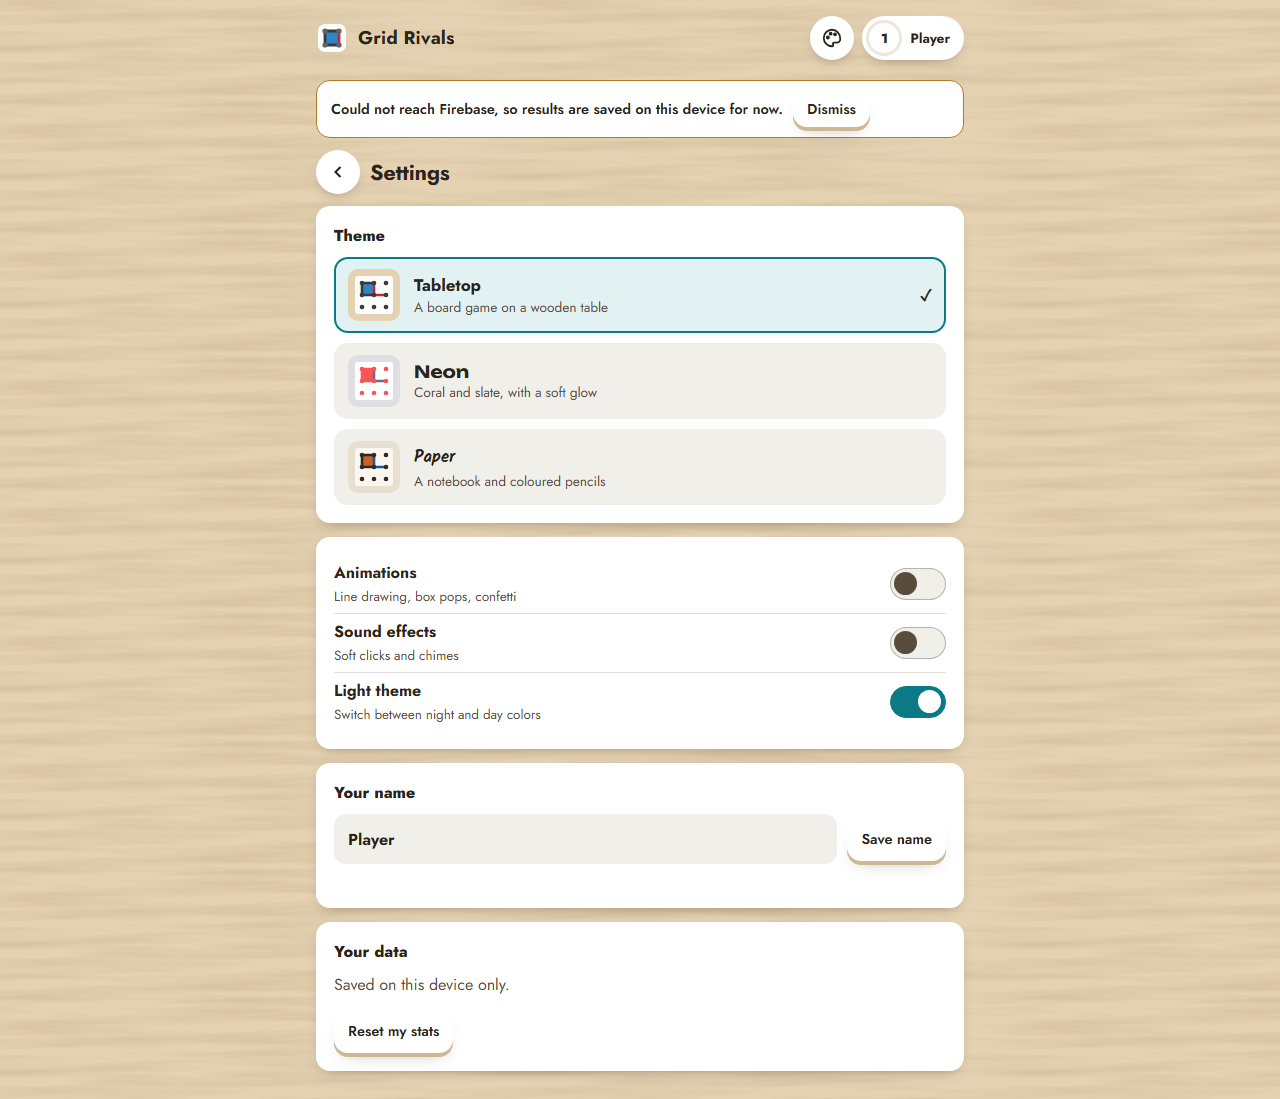 Grid Rivals
1 Player
Could not reach Firebase, so results are saved on this device for now. Dismiss
Settings
Theme
Tabletop
A board game on a wooden table
Neon
Coral and slate, with a soft glow
Paper
A notebook and coloured pencils
Animations
Line drawing, box pops, confetti
Sound effects
Soft clicks and chimes
Light theme
Switch between night and day colors
Your name
Player Save name
Your data
Saved on this device only.
Reset my stats